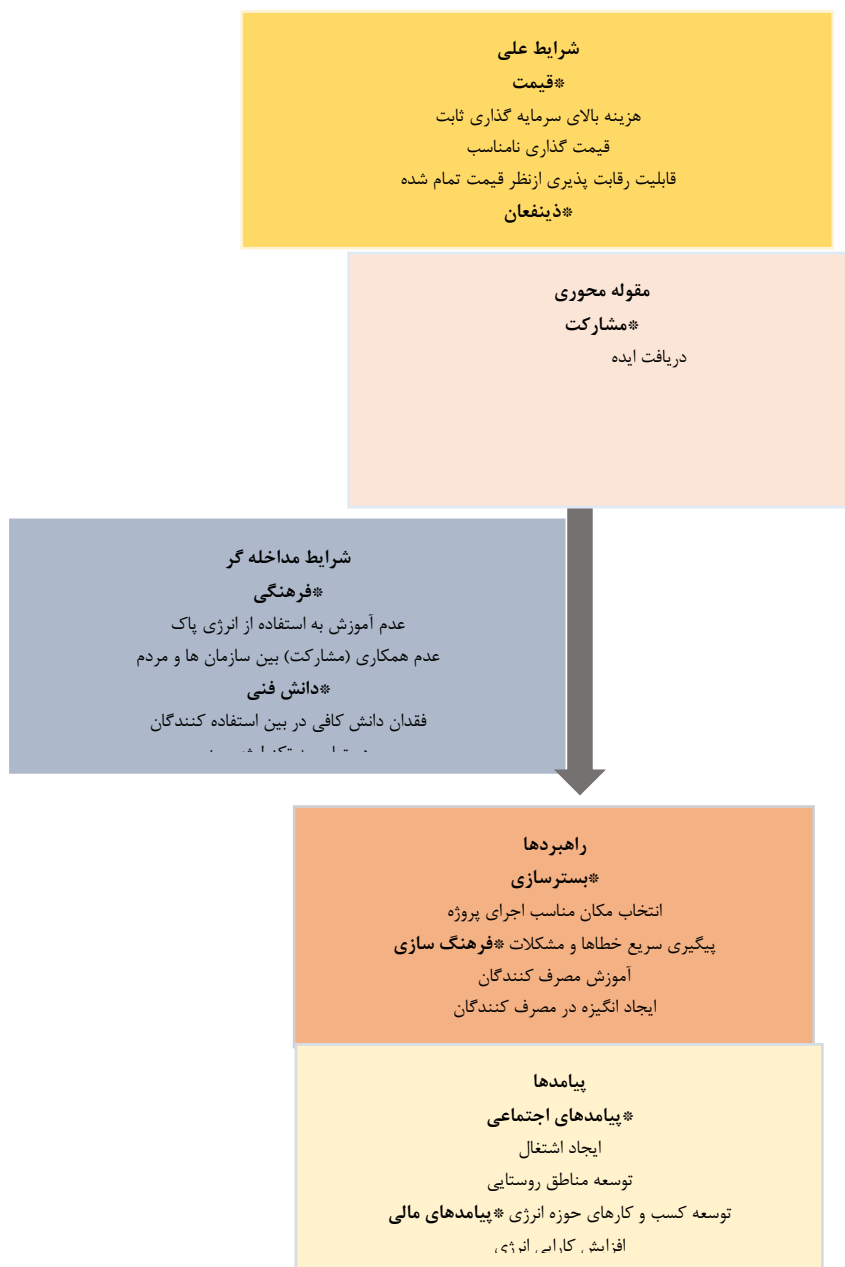 شرایط علی
*قیمت
هزینه بالای سرمایه گذاری ثابت
قیمت گذاری نامناسب
قابلیت رقابت پذیری ازنظر قیمت تمام شده
*ذینفعان
مقوله محوری
*مشارکت
دریافت ایده
شرایط مداخله گر
*فرهنگی
عدم آموزش به استفاده از انرژی پاک
عدم همکاری (مشارکت) بین سازمان ها و مردم
*دانش فنی
فقدان دانش کافی در بین استفاده کنندگان
راهبردها
*بسترسازی
انتخاب مکان مناسب اجرای پروژه
پیگیری سریع خطاها و مشکلات *فرهنگ سازی
آموزش مصرف کنندگان
ایجاد انگیزه در مصرف کنندگان
پیامدها
*پیامدهای اجتماعی
ایجاد اشتغال
توسعه مناطق روستایی
توسعه کسب و کارهای حوزه انرژی *پیامدهای مالی
افزایش کارایی انرژی